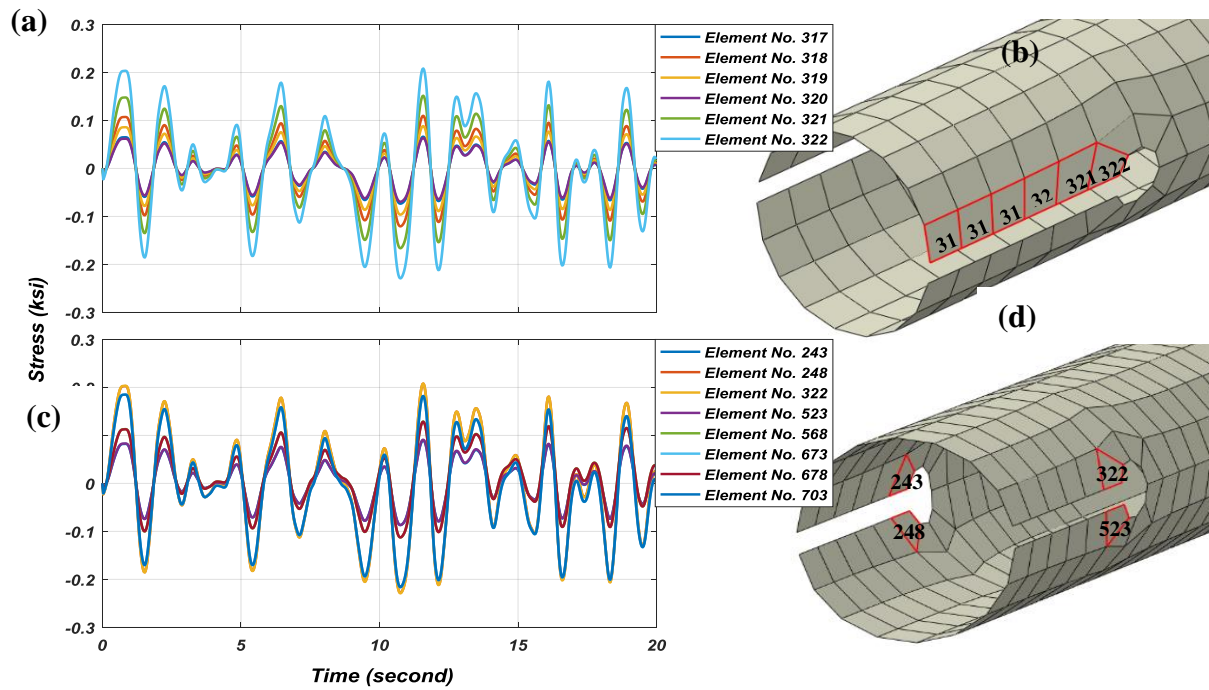 (a)
0.3
0.2
0.1
0
-0.1
-0.2
-0.3
Element No. 317
Element No. 318
Element No. 319
Element No. 320
Element No. 321
Element No. 322
(b)
31
31
31
32
321
322
Stress (ksi)
(c)
0.3
0
-0.1
-0.2
-0.3
0
5
10
15
20
Time (second)
Element No. 243
Element No. 248
Element No. 322
Element No. 523
Element No. 568
Element No. 673
Element No. 678
Element No. 703
(d)
243
248
322
523